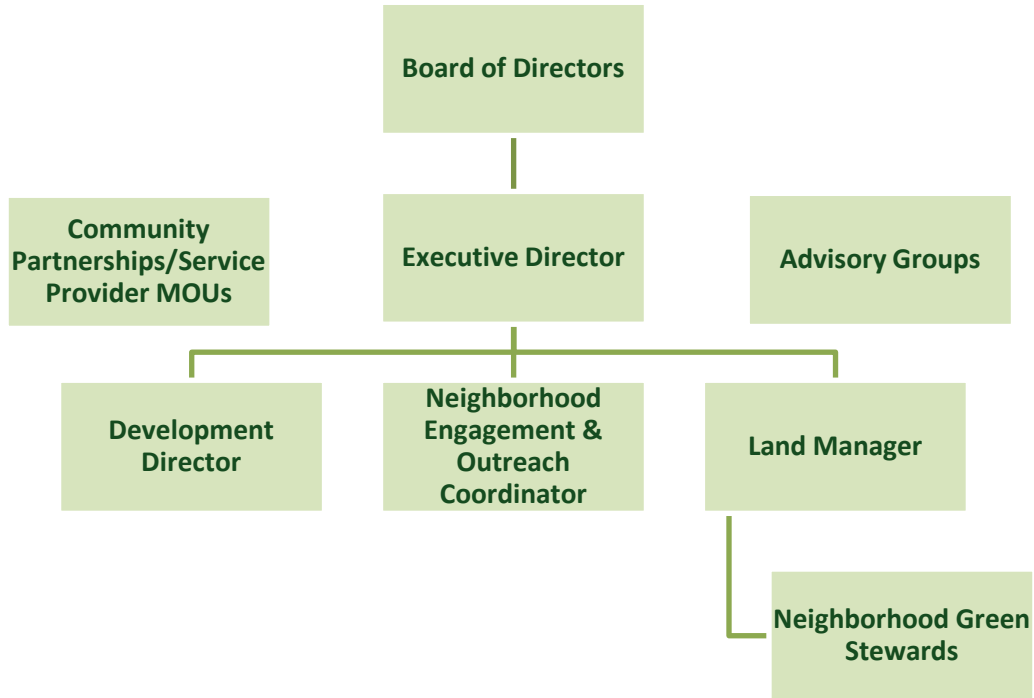 Board of Directors
Community
Partnerships/Service
Provider MOUs
Executive Director
Advisory Groups
Development
Director
Neighborhood
Engagement &
Outreach
Coordinator
Land Manager
Neighborhood Green
Stewards